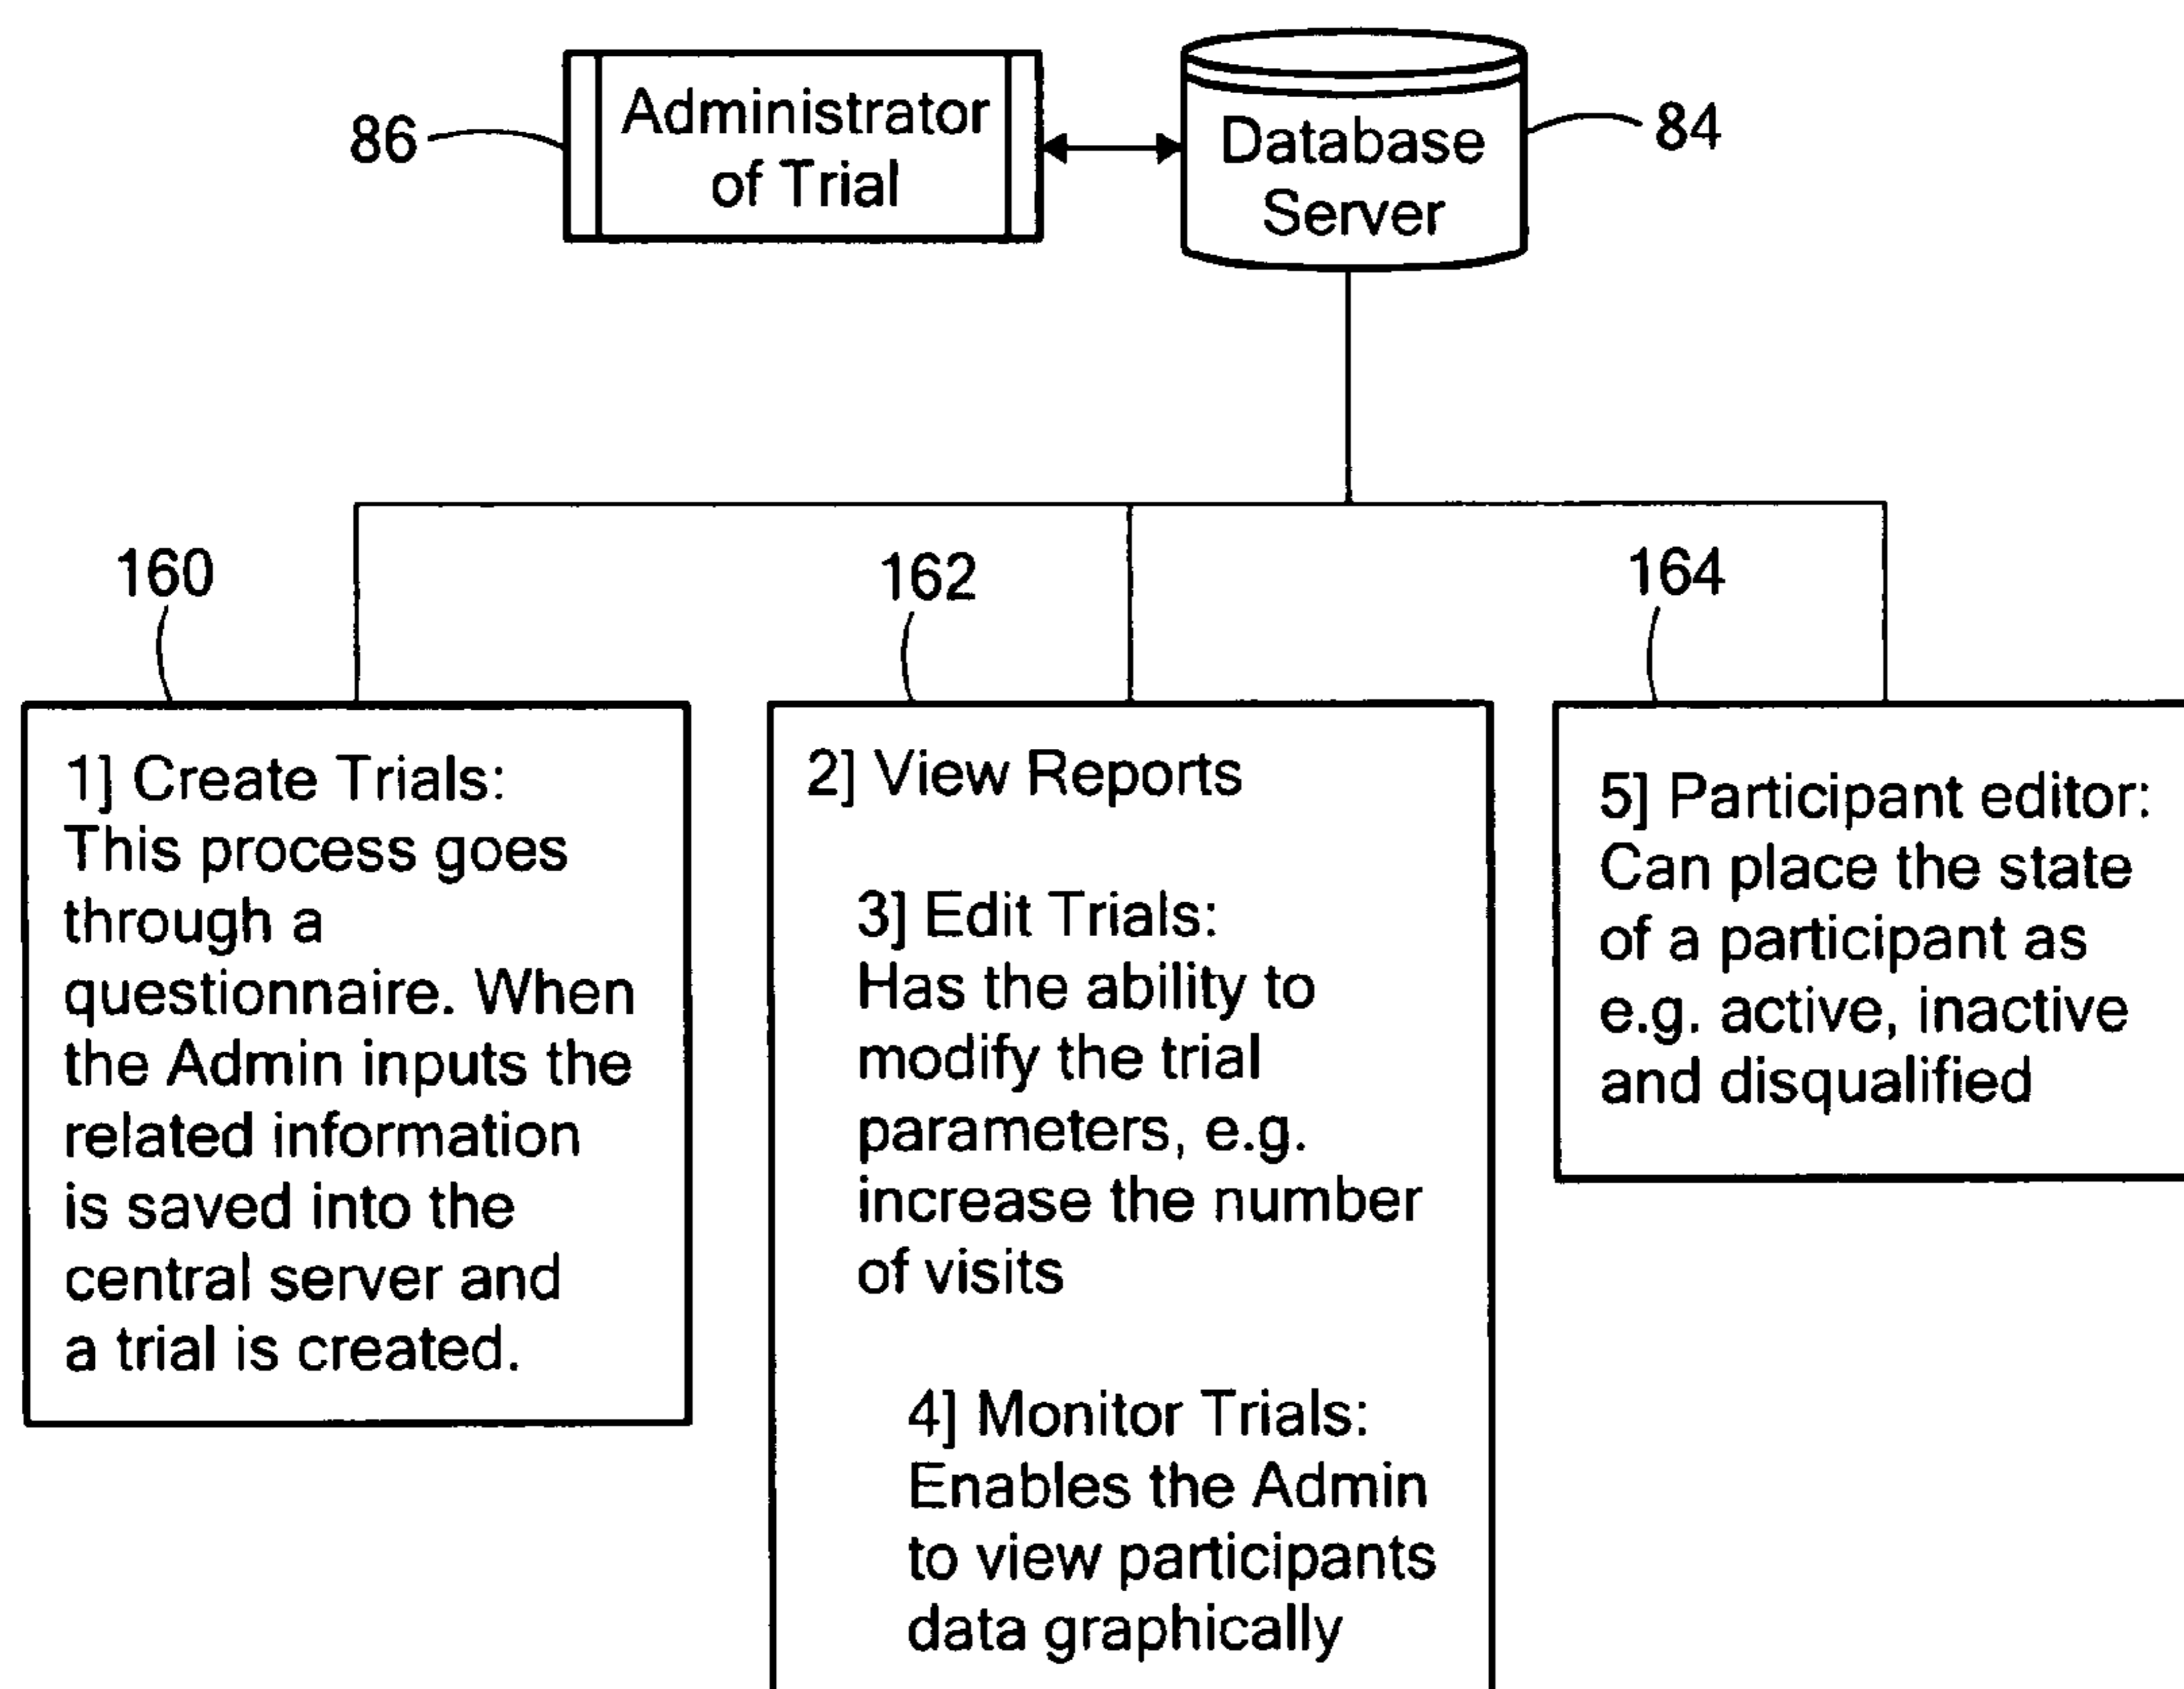 86
Administrator
of Trial
Database
Server
84
160
162
164
1] Create Trials:
This process goes
through a
questionnaire. When
the Admin inputs the
related information
is saved into the
central server and
a trial is created.
2] View Reports
3] Edit Trials:
Has the ability to
modify the trial
parameters, e.g.
increase the number
of visits
4] Monitor Trials:
Enables the Admin
to view participants
data graphically
5] Participant editor:
Can place the state
of a participant as
e.g. active, inactive
and disqualified